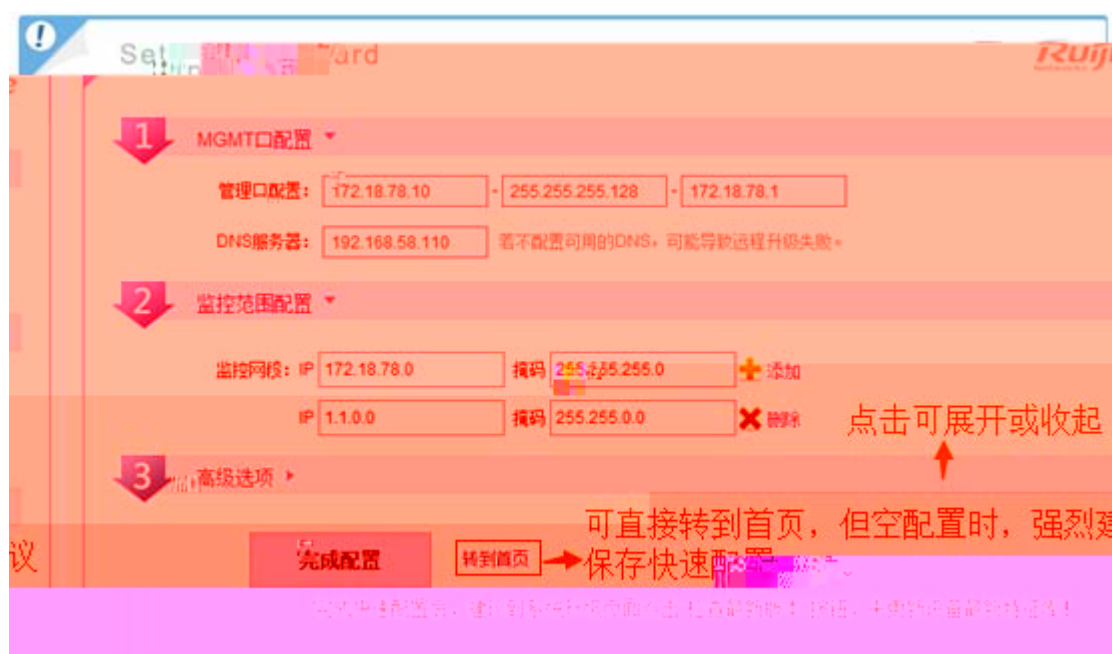 !
Set ard
Ruij
1 MGMT口配置
管理口配置: 172.18.78.10 - 255.255.255.128 - 172.18.78.1
DNS服务器: 192.168.58.110 若不配置可用的DNS,可能导致远程升级失败。
2 监控范围配置
监控网段: IP 172.18.78.0 掩码 255.255.255.0 添加
IP 1.1.0.0 掩码 255.255.0.0 删除
点击可展开或收起
3 高级选项
可直接转到首页,但空配置时,强烈建
议 完成配置 转到首页 保存快速配置